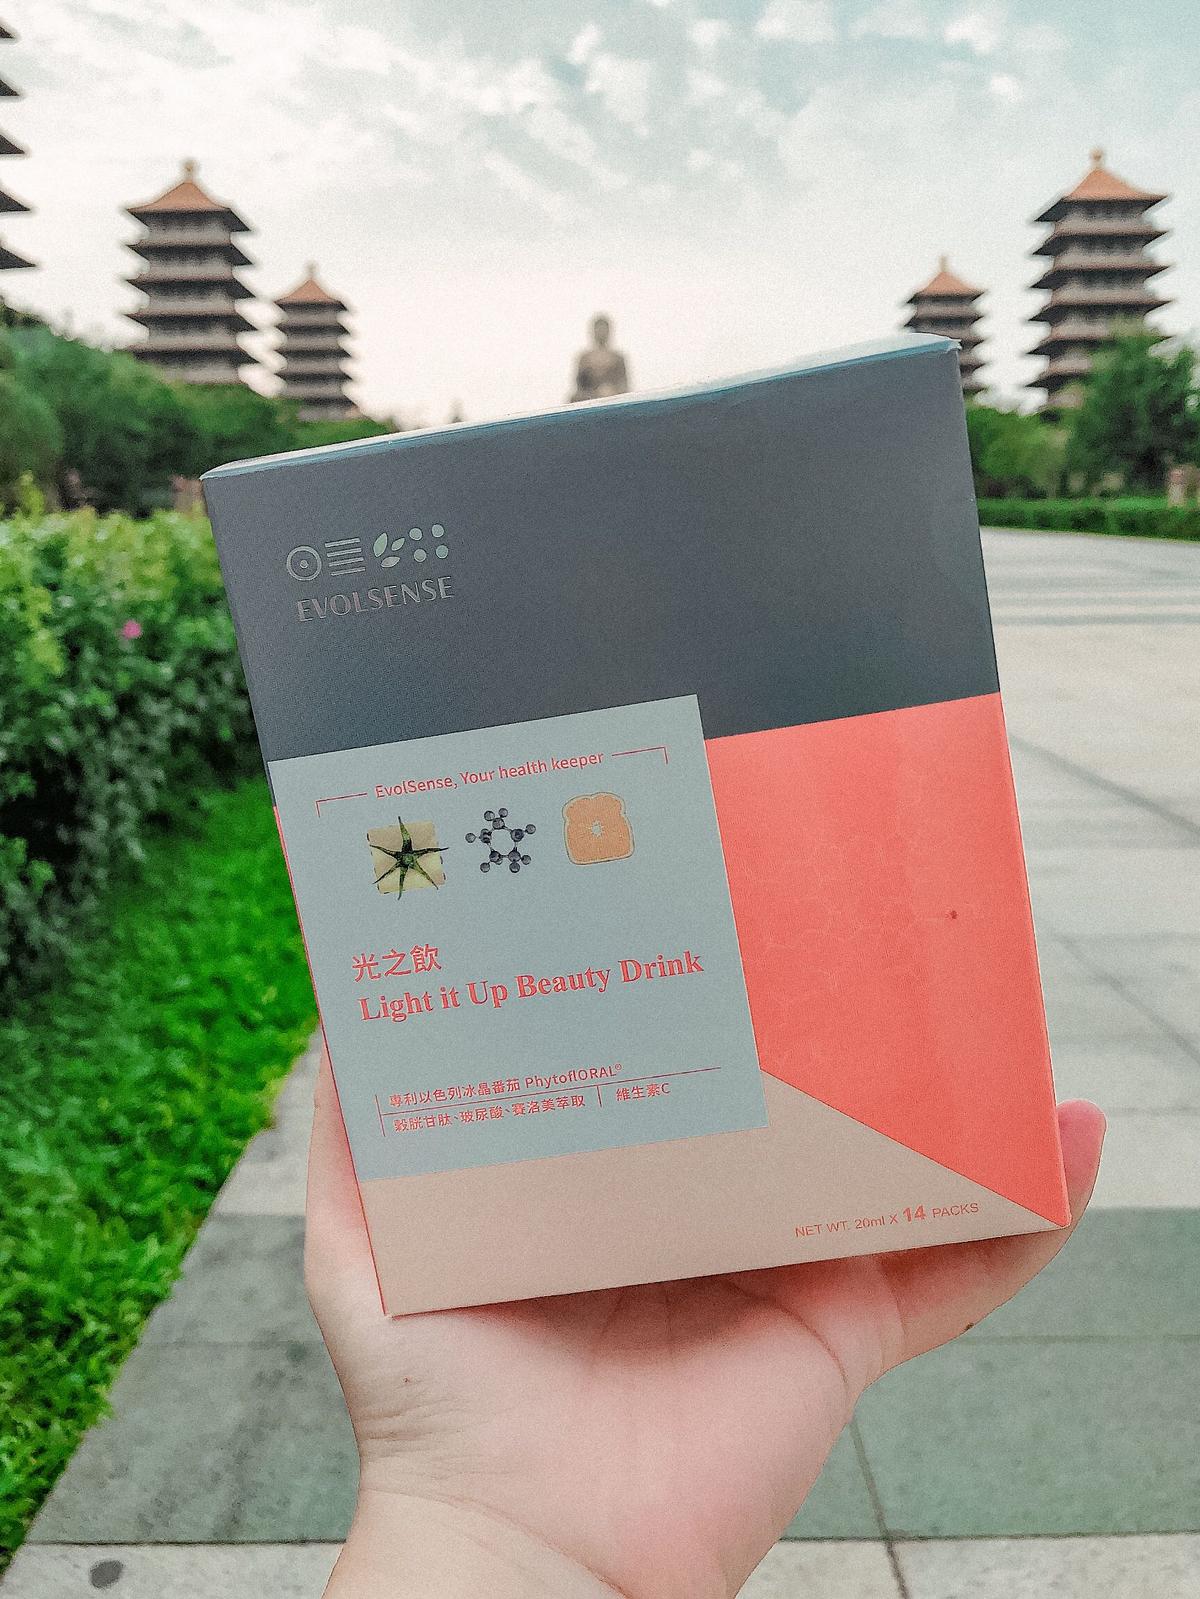 EVOLSENSE
EvolSense, Your health keeper
光之飲
Light it Up Beauty Drink
專利以色列冰晶番茄 PhytoflORAL®
穀胱甘肽、玻尿酸、賽洛美萃取 | 維生素C
NET WT. 20ml X 14 PACKS